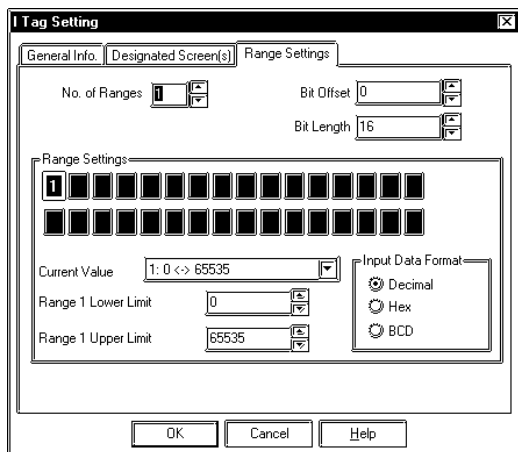 I Tag Setting
General Info. Designated Screen(s) Range Settings
No. of Ranges 1 Bit Offset 0
Bit Length 16
Range Settings
1
Current Value 1: 0 <-> 65535
Range 1 Lower Limit 0
Range 1 Upper Limit 65535
Input Data Format
Decimal
Hex
BCD
OK Cancel Help